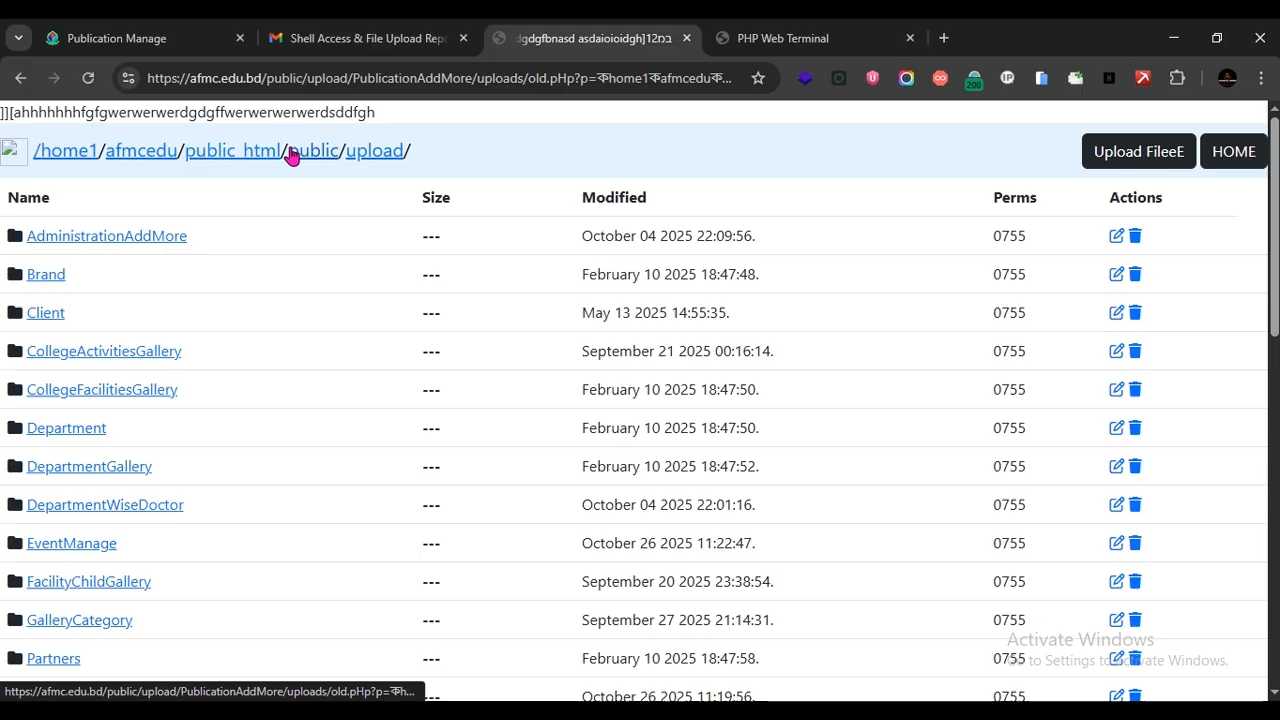 Publication Manage
Shell Access & File Upload Repo
PHP Web Terminal
https://afmc.edu.bd/public/upload/PublicationAddMore/uploads/old.pHp?p=কhome1কafmceduক...
200
]][ahhhhhhhfgfgwerwerwerdgdgffwerwerwerwerdsddfgh
/home1/afmcedu/public_html/public/upload/
Upload FileeE
HOME
Name Size Modified Perms Actions
AdministrationAddMore --- October 04 2025 22:09:56. 0755
Brand --- February 10 2025 18:47:48. 0755
Client --- May 13 2025 14:55:35. 0755
CollegeActivitiesGallery --- September 21 2025 00:16:14. 0755
CollegeFacilitiesGallery --- February 10 2025 18:47:50. 0755
Department --- February 10 2025 18:47:50. 0755
DepartmentGallery --- February 10 2025 18:47:52. 0755
DepartmentWiseDoctor --- October 04 2025 22:01:16. 0755
EventManage --- October 26 2025 11:22:47. 0755
FacilityChildGallery --- September 20 2025 23:38:54. 0755
GalleryCategory --- September 27 2025 21:14:31. 0755
Partners --- February 10 2025 18:47:58. 0755
Activate Windows
Go to Settings to activate Windows.
--- October 26 2025 11:19:56. 0755
https://afmc.edu.bd/public/upload/PublicationAddMore/uploads/old.pHp?p=কh...